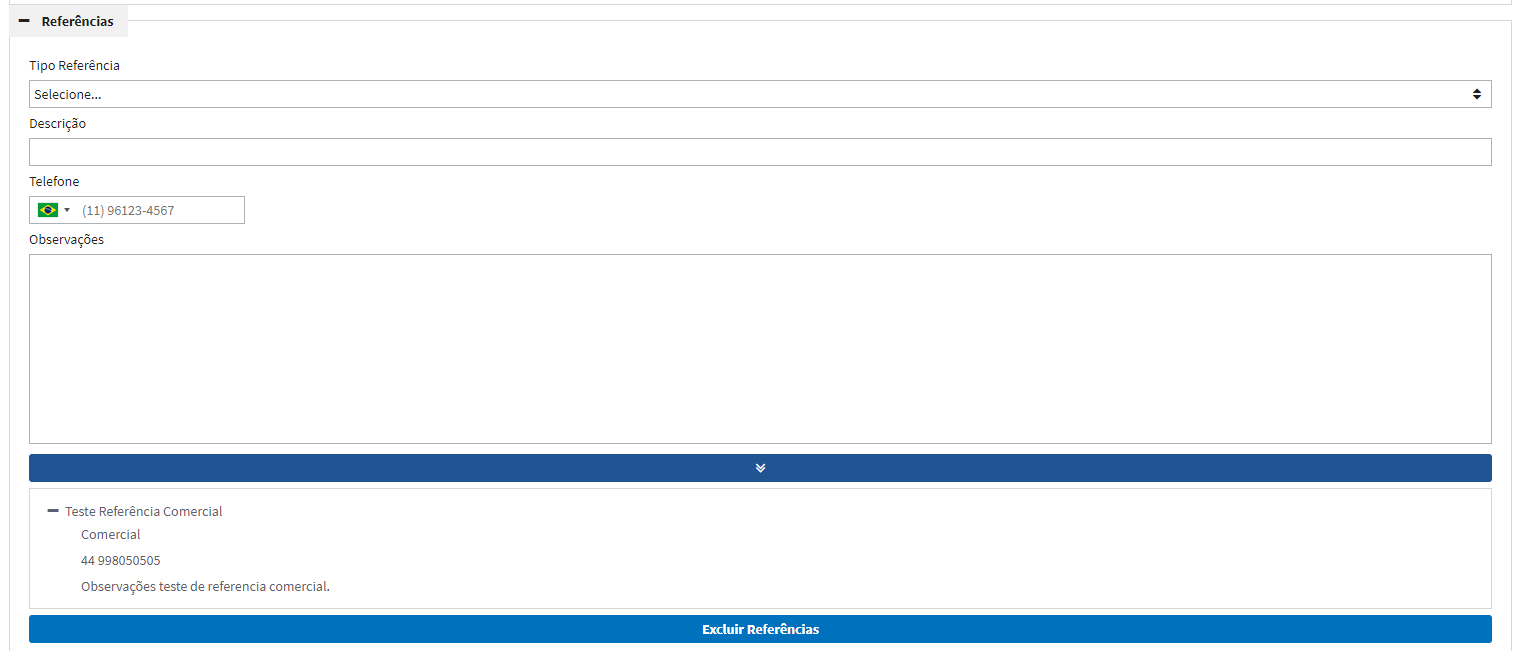 Referências
Tipo Referência
Selecione...
Descrição
Telefone
(11) 96123-4567
Observações
Teste Referência Comercial
Comercial
44 998050505
Observações teste de referencia comercial.
Excluir Referências